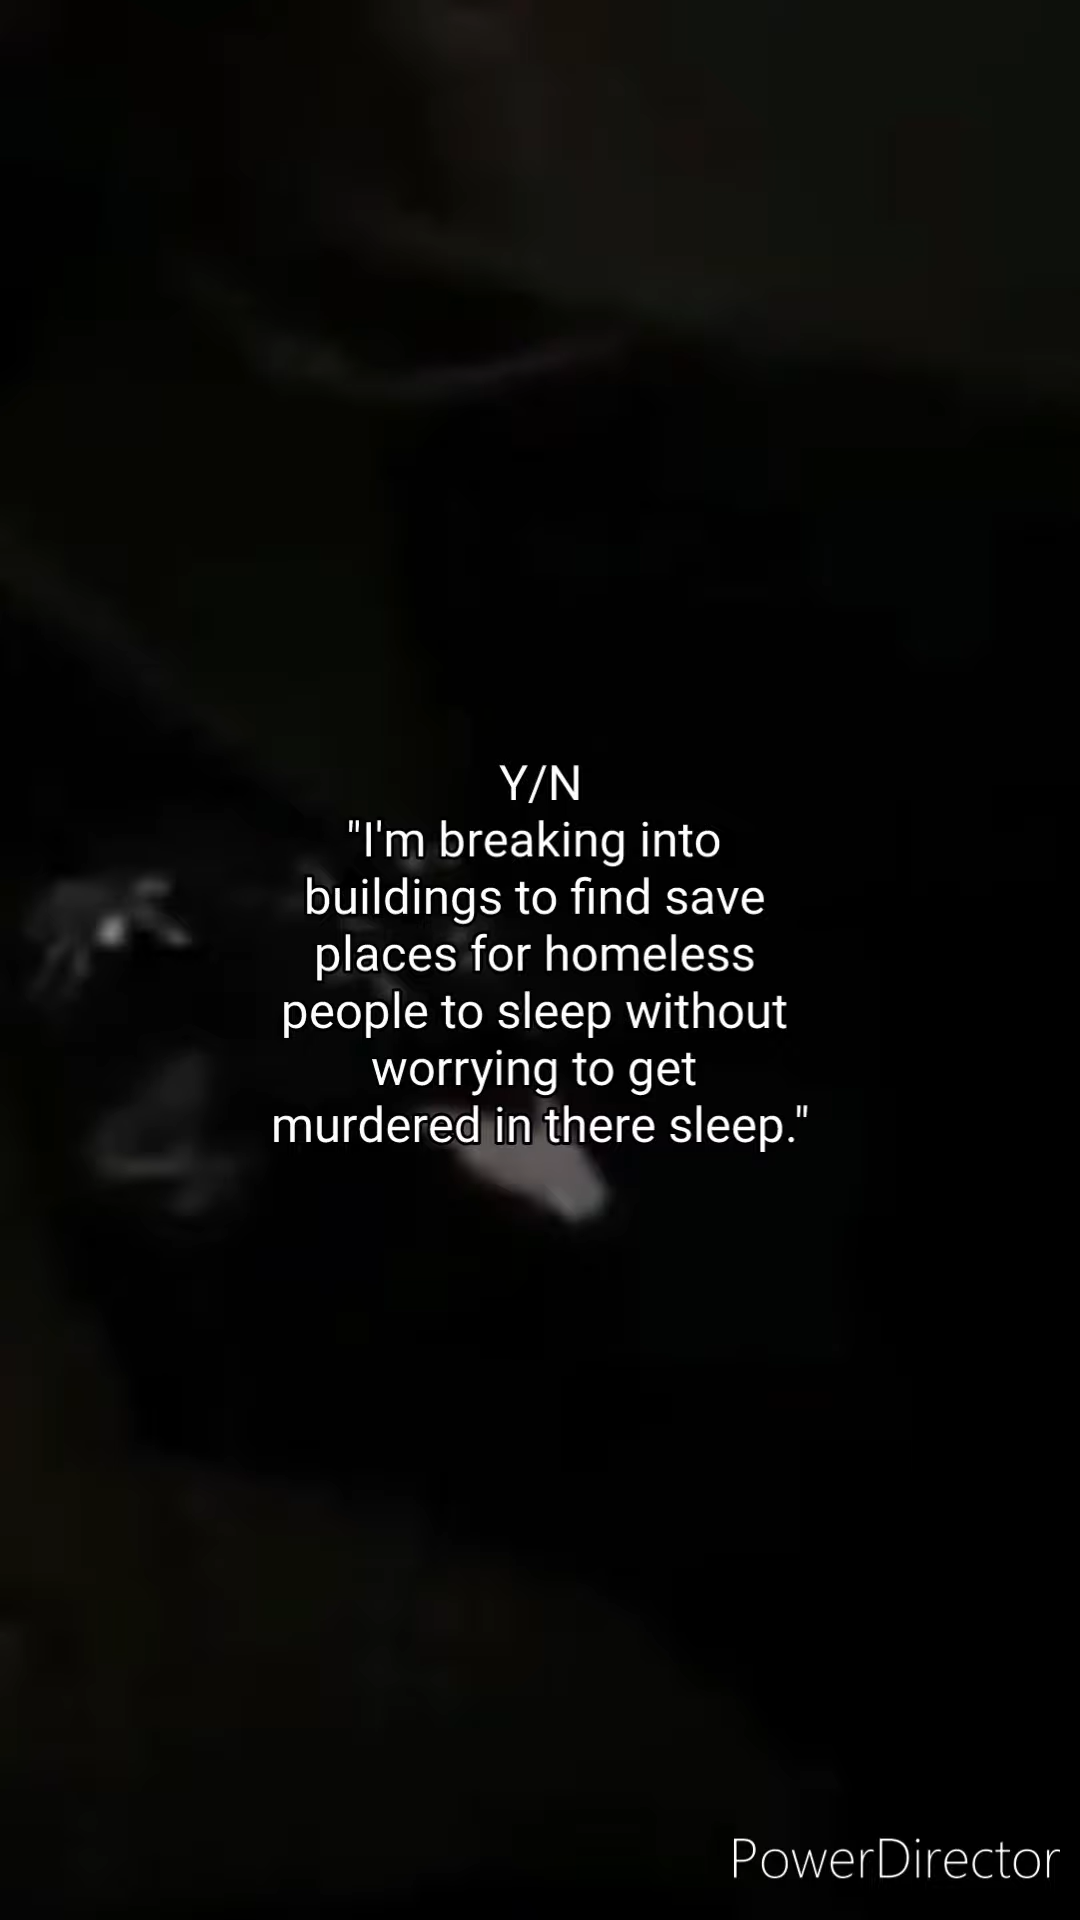 Y/N
"I'm breaking into
buildings to find save
places for homeless
people to sleep without
worrying to get
murdered in there sleep."
PowerDirector